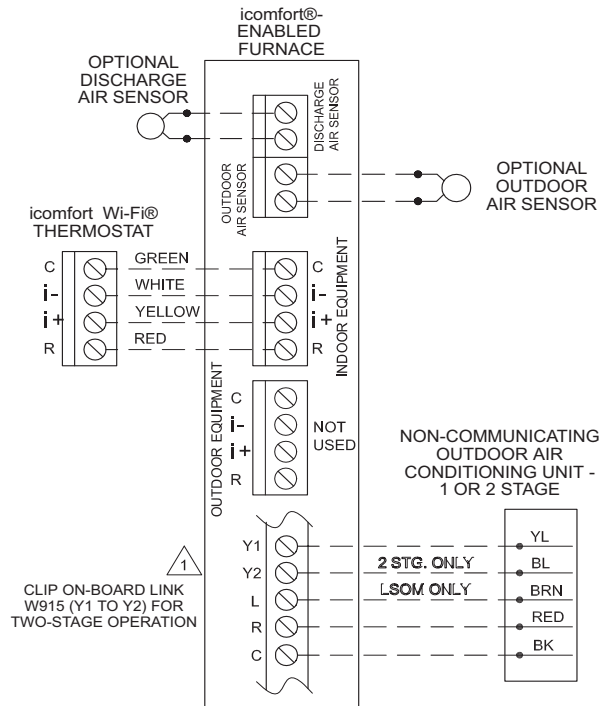 icomfort®-
ENABLED
FURNACE
OPTIONAL
DISCHARGE
AIR SENSOR
DISCHARGE
AIR SENSOR
OUTDOOR
AIR SENSOR
OPTIONAL
OUTDOOR
AIR SENSOR
icomfort Wi-Fi®
THERMOSTAT
C GREEN C
i- WHITE i-
i+ YELLOW i+
R RED R
INDOOR EQUIPMENT
OUTDOOR EQUIPMENT
C
i-
i+
R
NOT
USED
NON-COMMUNICATING
OUTDOOR AIR
CONDITIONING UNIT -
1 OR 2 STAGE
1
CLIP ON-BOARD LINK
W915 (Y1 TO Y2) FOR
TWO-STAGE OPERATION
Y1 YL
Y2 2 STG. ONLY BL
L LSOM ONLY BRN
R RED
C BK